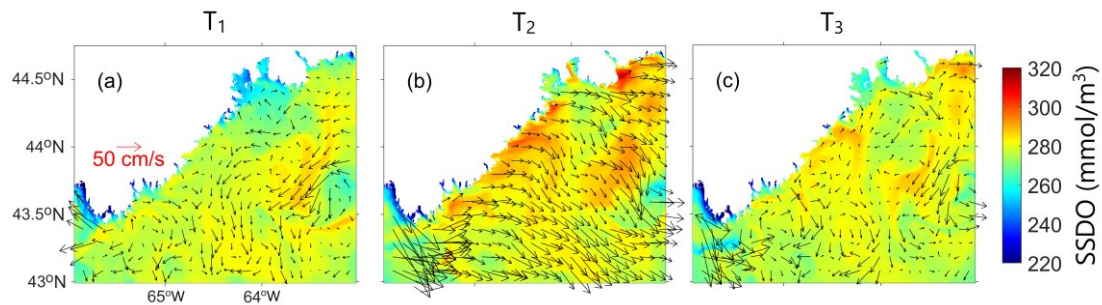 T₁ T₂ T₃
(a) (b) (c)
44.5°N
44°N
43.5°N
43°N
50 cm/s
65°W 64°W
320
300
280
260
240
220
SSDO (mmol/m³)